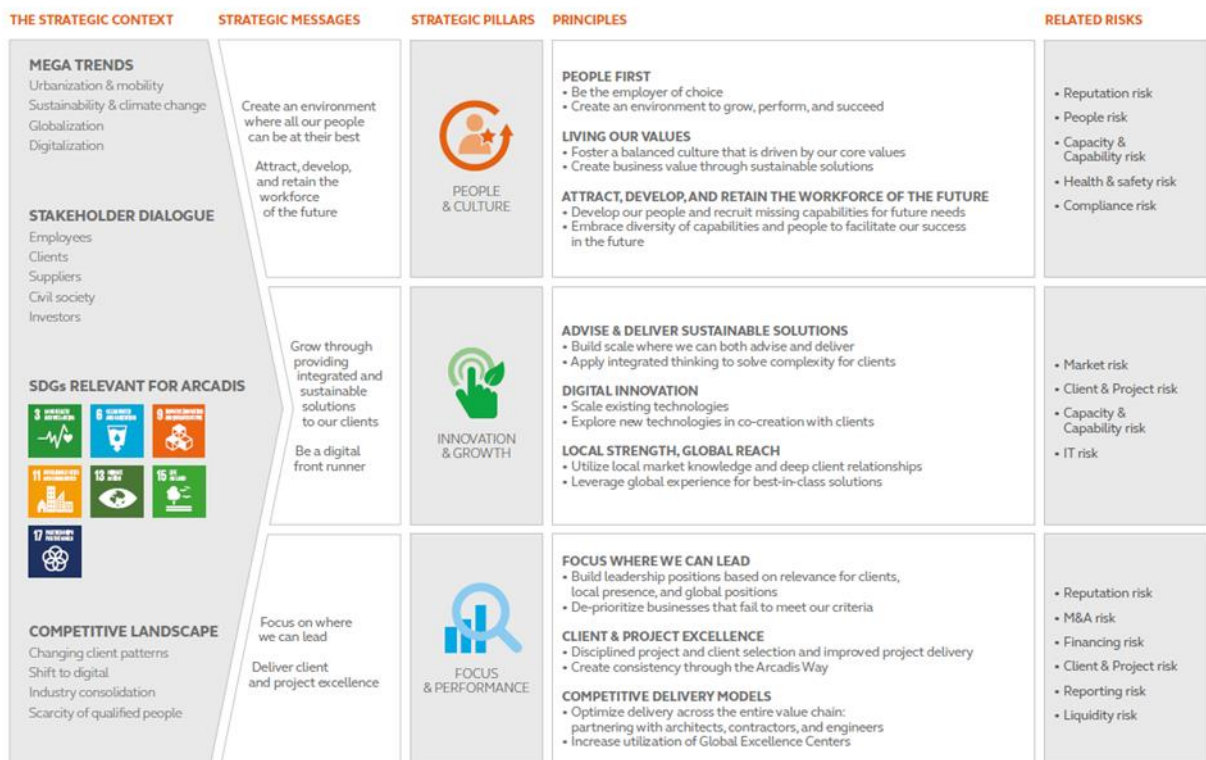 THE STRATEGIC CONTEXT
STRATEGIC MESSAGES
STRATEGIC PILLARS
PRINCIPLES
RELATED RISKS
MEGA TRENDS
Urbanization & mobility
Sustainability & climate change
Globalization
Digitalization
STAKEHOLDER DIALOGUE
Employees
Clients
Suppliers
Civil society
Investors
SDGs RELEVANT FOR ARCADIS
3
6
9
11
13
15
17
COMPETITIVE LANDSCAPE
Changing client patterns
Shift to digital
Industry consolidation
Scarcity of qualified people
Create an environment
where all our people
can be at their best
Attract, develop,
and retain the
workforce
of the future
PEOPLE
& CULTURE
PEOPLE FIRST
• Be the employer of choice
• Create an environment to grow, perform, and succeed
LIVING OUR VALUES
• Foster a balanced culture that is driven by our core values
• Create business value through sustainable solutions
ATTRACT, DEVELOP, AND RETAIN THE WORKFORCE OF THE FUTURE
• Develop our people and recruit missing capabilities for future needs
• Embrace diversity of capabilities and people to facilitate our success
in the future
• Reputation risk
• People risk
• Capacity &
Capability risk
• Health & safety risk
• Compliance risk
Grow through
providing
integrated and
sustainable
solutions
to our clients
Be a digital
front runner
INNOVATION
& GROWTH
ADVISE & DELIVER SUSTAINABLE SOLUTIONS
• Build scale where we can both advise and deliver
• Apply integrated thinking to solve complexity for clients
DIGITAL INNOVATION
• Scale existing technologies
• Explore new technologies in co-creation with clients
LOCAL STRENGTH, GLOBAL REACH
• Utilize local market knowledge and deep client relationships
• Leverage global experience for best-in-class solutions
• Market risk
• Client & Project risk
• Capacity &
Capability risk
• IT risk
Focus on where
we can lead
Deliver client
and project excellence
FOCUS
& PERFORMANCE
FOCUS WHERE WE CAN LEAD
• Build leadership positions based on relevance for clients,
local presence, and global positions
• De-prioritize businesses that fail to meet our criteria
CLIENT & PROJECT EXCELLENCE
• Disciplined project and client selection and improved project delivery
• Create consistency through the Arcadis Way
COMPETITIVE DELIVERY MODELS
• Optimize delivery across the entire value chain:
partnering with architects, contractors, and engineers
• Increase utilization of Global Excellence Centers
• Reputation risk
• M&A risk
• Financing risk
• Client & Project risk
• Reporting risk
• Liquidity risk